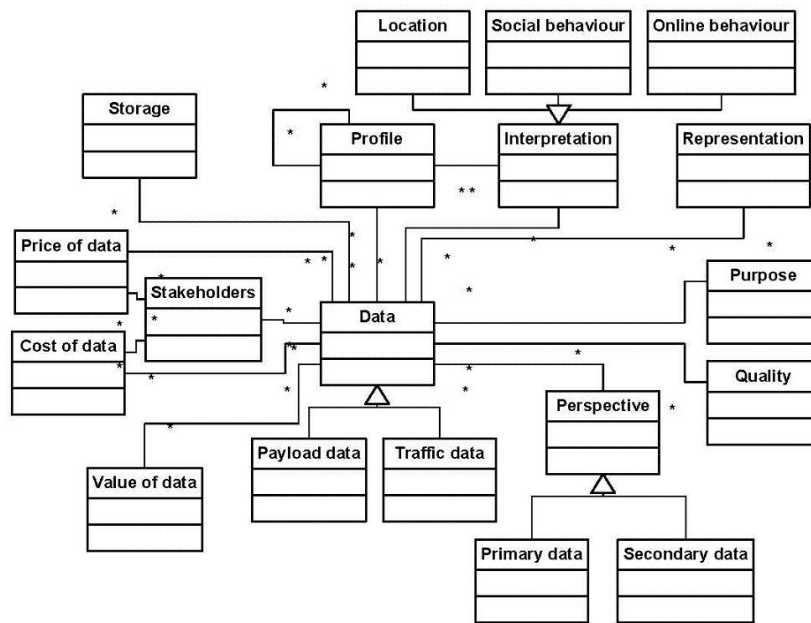 Location
Social behaviour
Online behaviour
Storage
Profile
Interpretation
Representation
Price of data
Stakeholders
Data
Purpose
Cost of data
Quality
Perspective
Payload data
Traffic data
Value of data
Primary data
Secondary data